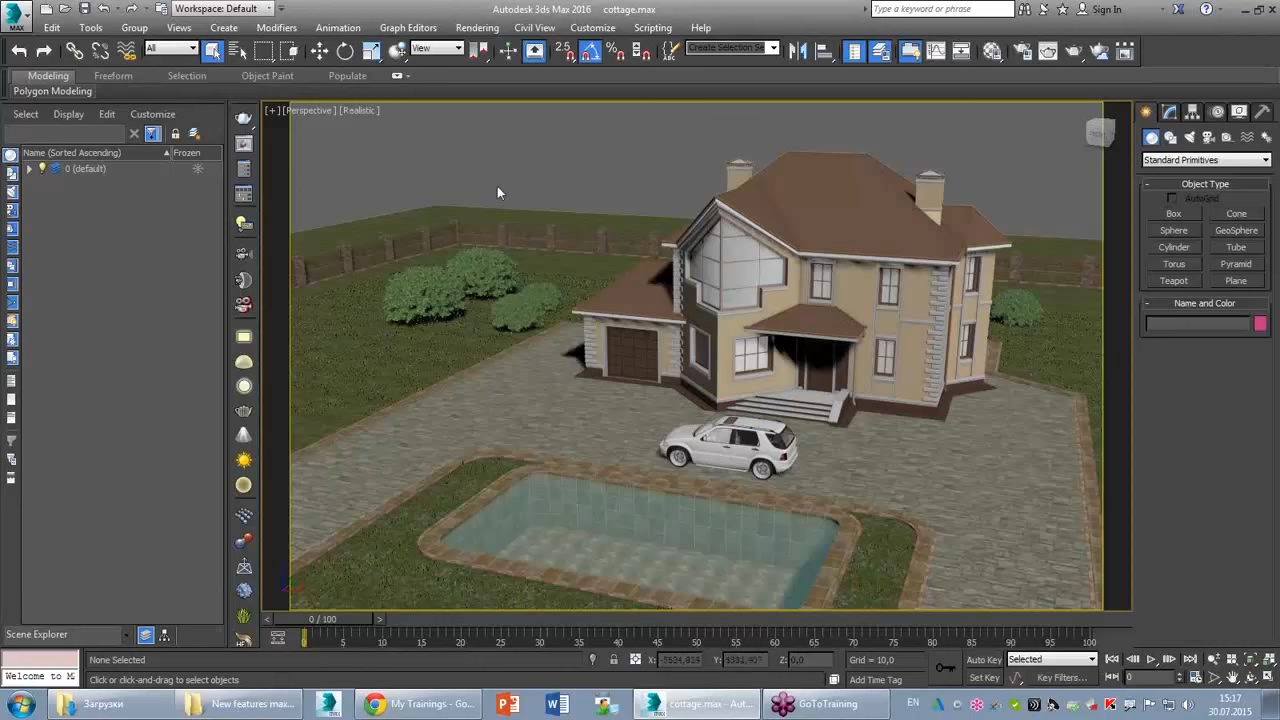 Workspace: Default
Autodesk 3ds Max 2016 cottage.max
Type a keyword or phrase
Sign In
MAX
Edit Tools Group Views Create Modifiers Animation Graph Editors Rendering Civil View Customize Scripting Help
All View 2.5 Create Selection Se
Modeling Freeform Selection Object Paint Populate
Polygon Modeling
Select Display Edit Customize
[+] [Perspective] [Realistic]
Name (Sorted Ascending) Frozen
0 (default)
Standard Primitives
Object Type
AutoGrid
Box Cone
Sphere GeoSphere
Cylinder Tube
Torus Pyramid
Teapot Plane
Name and Color
0 / 100
Scene Explorer
0 5 10 15 20 25 30 35 40 45 50 55 60 65 70 75 80 85 90 95 100
None Selected X: Y: Z: 0,0 Grid = 10,0 Auto Key Selected
Welcome to M Click or click-and-drag to select objects Add Time Tag Set Key Key Filters... 0
Загрузки New features max... My Trainings - Go... cottage.max - Aut... GoToTraining EN 15:17
30.07.2015